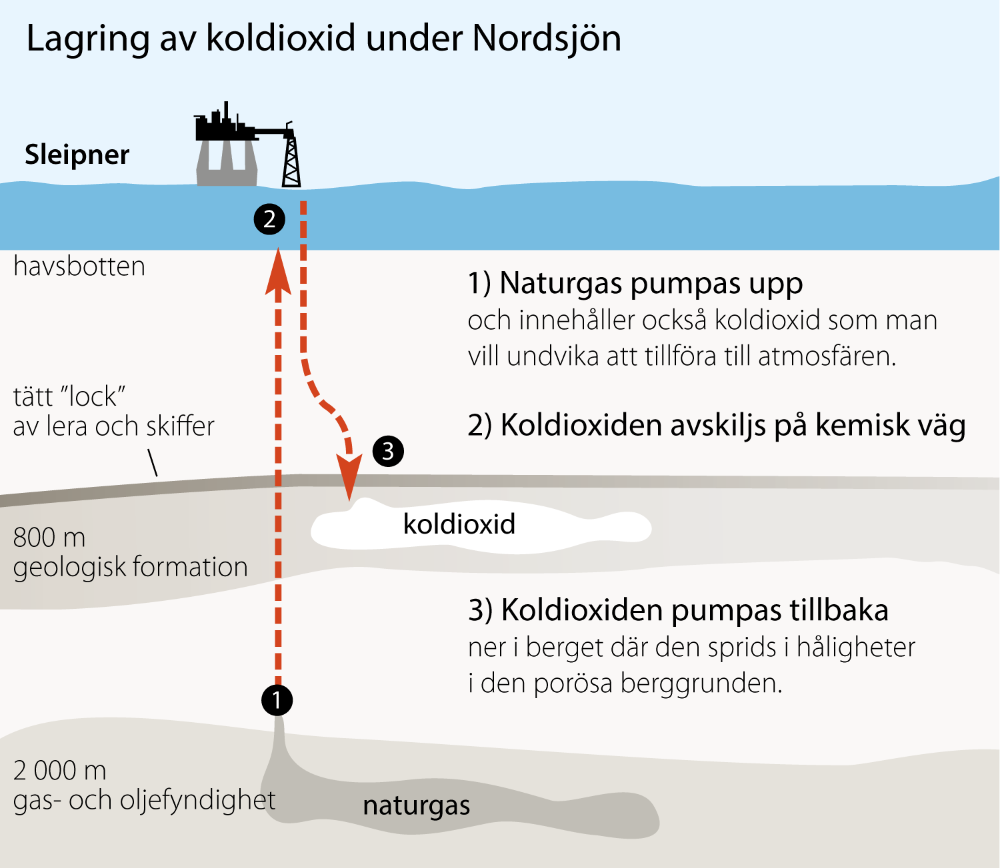 Lagring av koldioxid under Nordsjön
Sleipner
2
havsbotten
1) Naturgas pumpas upp
och innehåller också koldioxid som man
vill undvika att tillföra till atmosfären.
tätt ”lock”
av lera och skiffer
2) Koldioxiden avskiljs på kemisk väg
3
koldioxid
800 m
geologisk formation
3) Koldioxiden pumpas tillbaka
ner i berget där den sprids i håligheter
i den porösa berggrunden.
1
2 000 m
gas- och oljefyndighet
naturgas